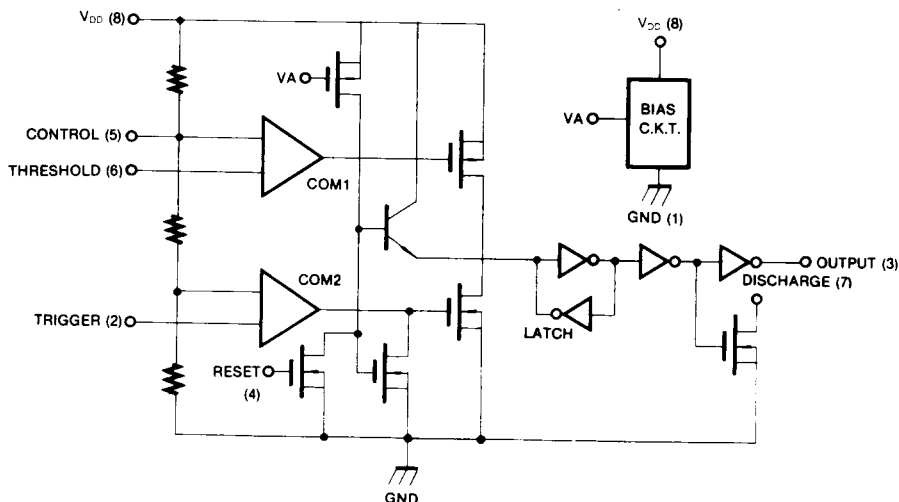 VDD (8)
VDD (8)
VA
BIAS
C.K.T.
VA
CONTROL (5)
THRESHOLD (6)
COM1
GND (1)
OUTPUT (3)
DISCHARGE (7)
COM2
TRIGGER (2)
LATCH
RESET
(4)
GND